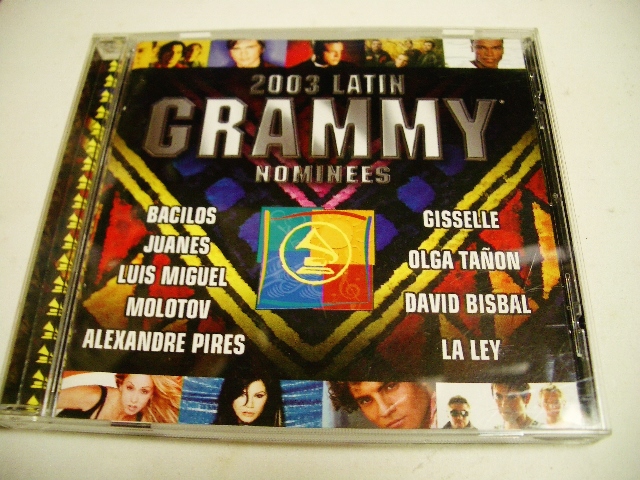 2003 LATIN
GRAMMY
NOMINEES
BACILOS
JUANES
LUIS MIGUEL
MOLOTOV
ALEXANDRE PIRES
GISSELLE
OLGA TAÑON
DAVID BISBAL
LA LEY